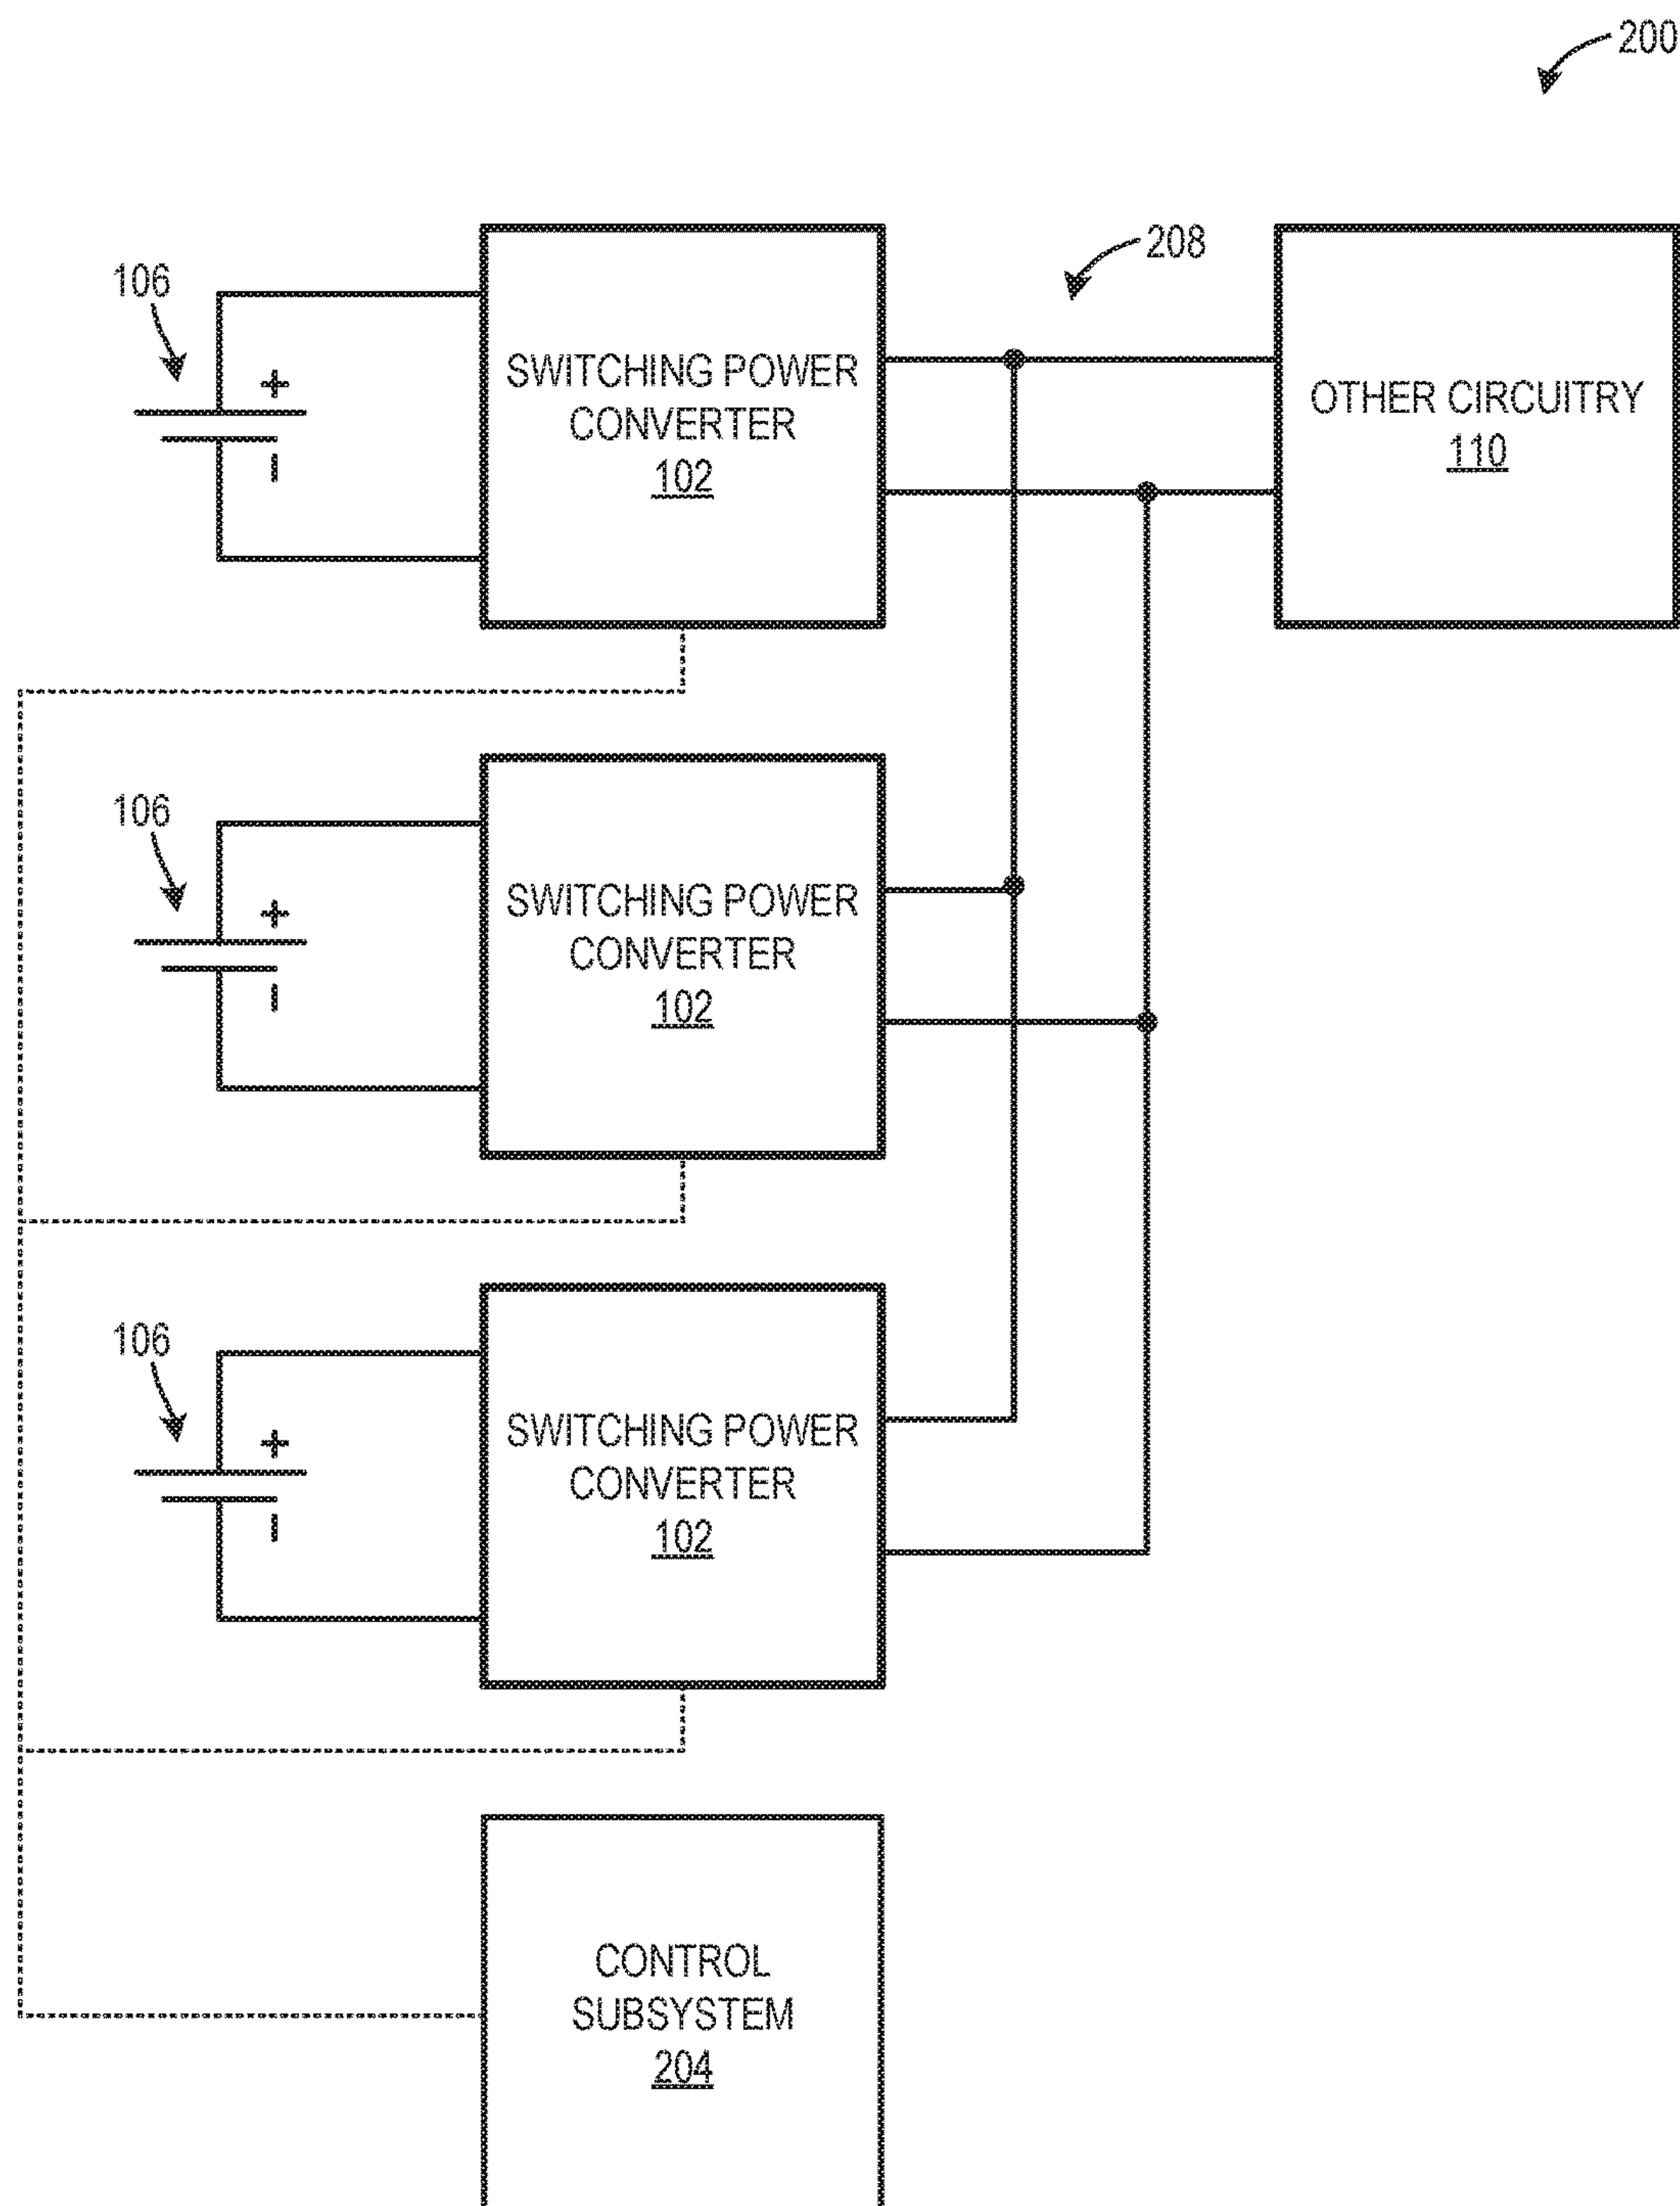 200
208
106
+
−
SWITCHING POWER
CONVERTER
102
OTHER CIRCUITRY
110
106
+
−
SWITCHING POWER
CONVERTER
102
106
+
−
SWITCHING POWER
CONVERTER
102
CONTROL
SUBSYSTEM
204